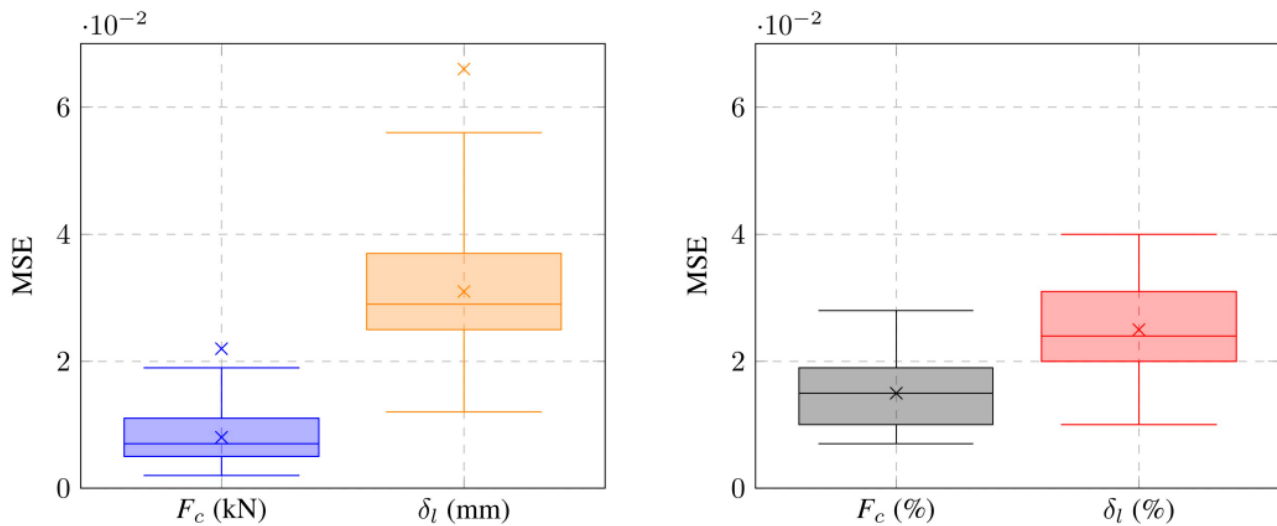 ·10⁻²
6
4
2
0
MSE
F_c (kN)
δ_l (mm)
·10⁻²
6
4
2
0
MSE
F_c (%)
δ_l (%)